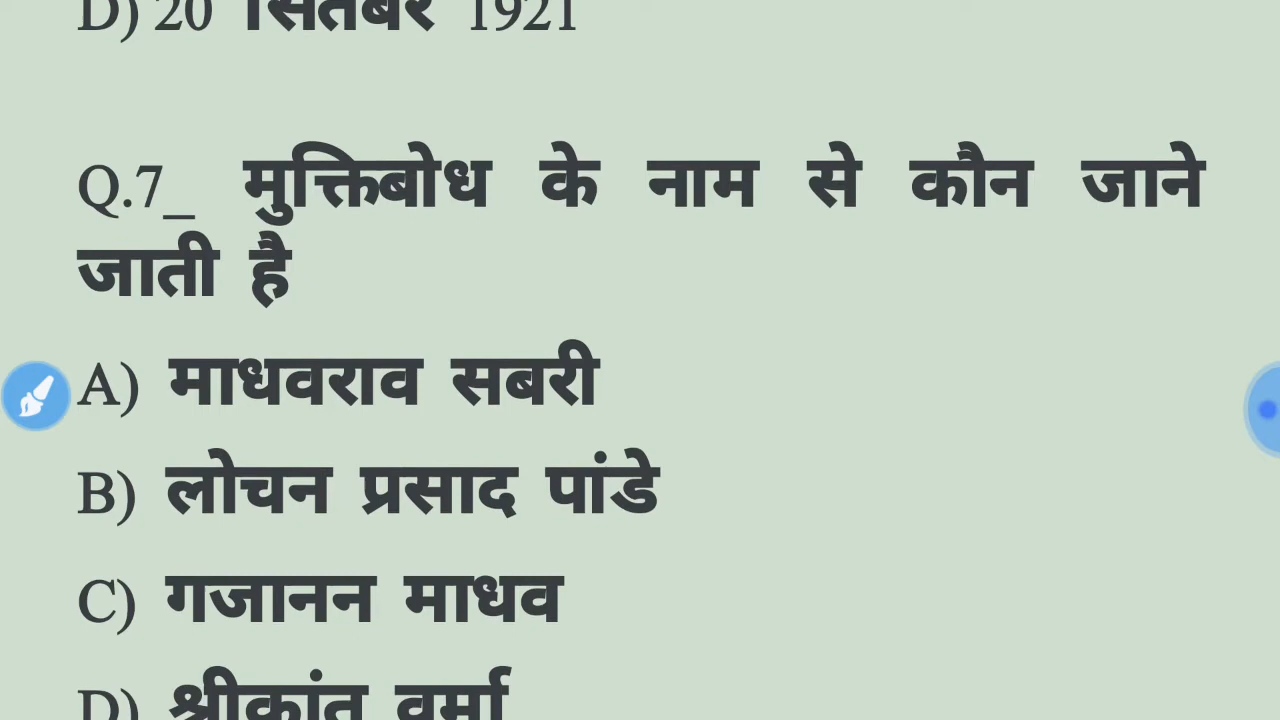 D) 20 सितंबर 1921
Q.7_ मुक्तिबोध के नाम से कौन जाने
जाती है
A) माधवराव सबरी
B) लोचन प्रसाद पांडे
C) गजानन माधव
D) श्रीकांत वर्मा